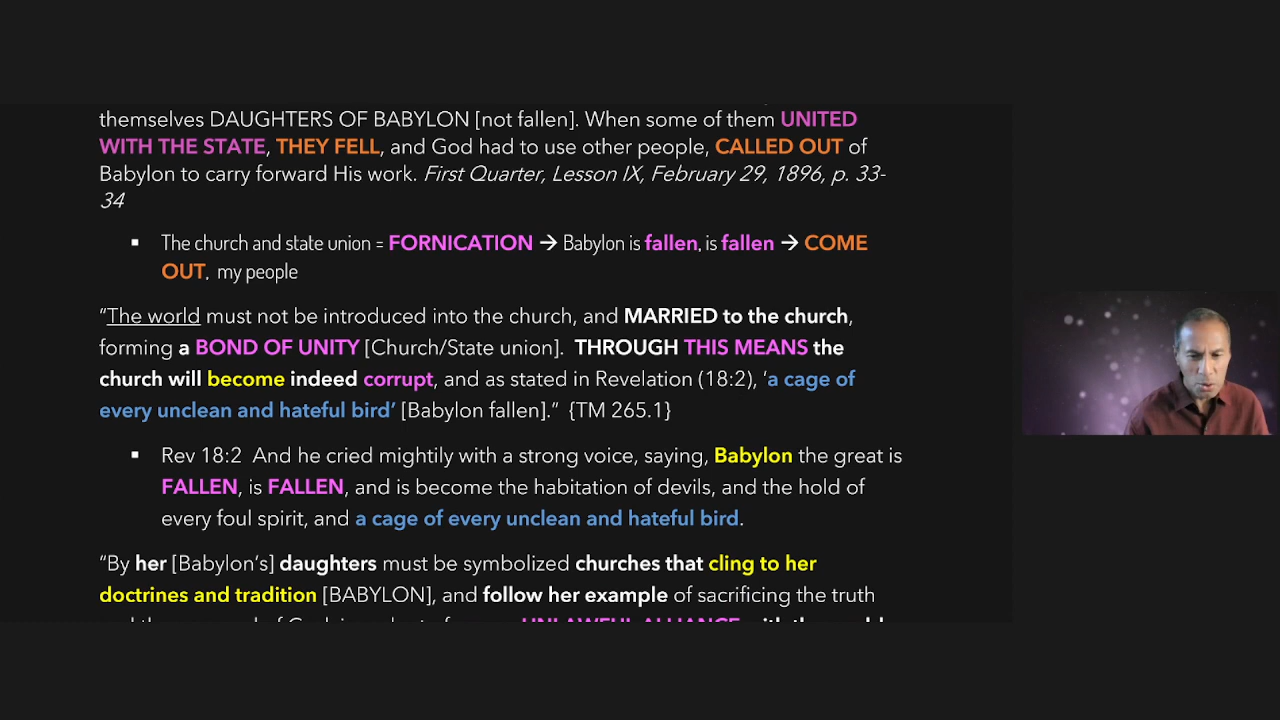 themselves DAUGHTERS OF BABYLON [not fallen]. When some of them UNITED
WITH THE STATE, THEY FELL, and God had to use other people, CALLED OUT of
Babylon to carry forward His work. First Quarter, Lesson IX, February 29, 1896, p. 33-
34
▪ The church and state union = FORNICATION → Babylon is fallen, is fallen → COME
OUT, my people
“The world must not be introduced into the church, and MARRIED to the church,
forming a BOND OF UNITY [Church/State union]. THROUGH THIS MEANS the
church will become indeed corrupt, and as stated in Revelation (18:2), ‘a cage of
every unclean and hateful bird’ [Babylon fallen].” {TM 265.1}
▪ Rev 18:2 And he cried mightily with a strong voice, saying, Babylon the great is
FALLEN, is FALLEN, and is become the habitation of devils, and the hold of
every foul spirit, and a cage of every unclean and hateful bird.
“By her [Babylon’s] daughters must be symbolized churches that cling to her
doctrines and tradition [BABYLON], and follow her example of sacrificing the truth
UNLAWFUL ALLIANCE with the world